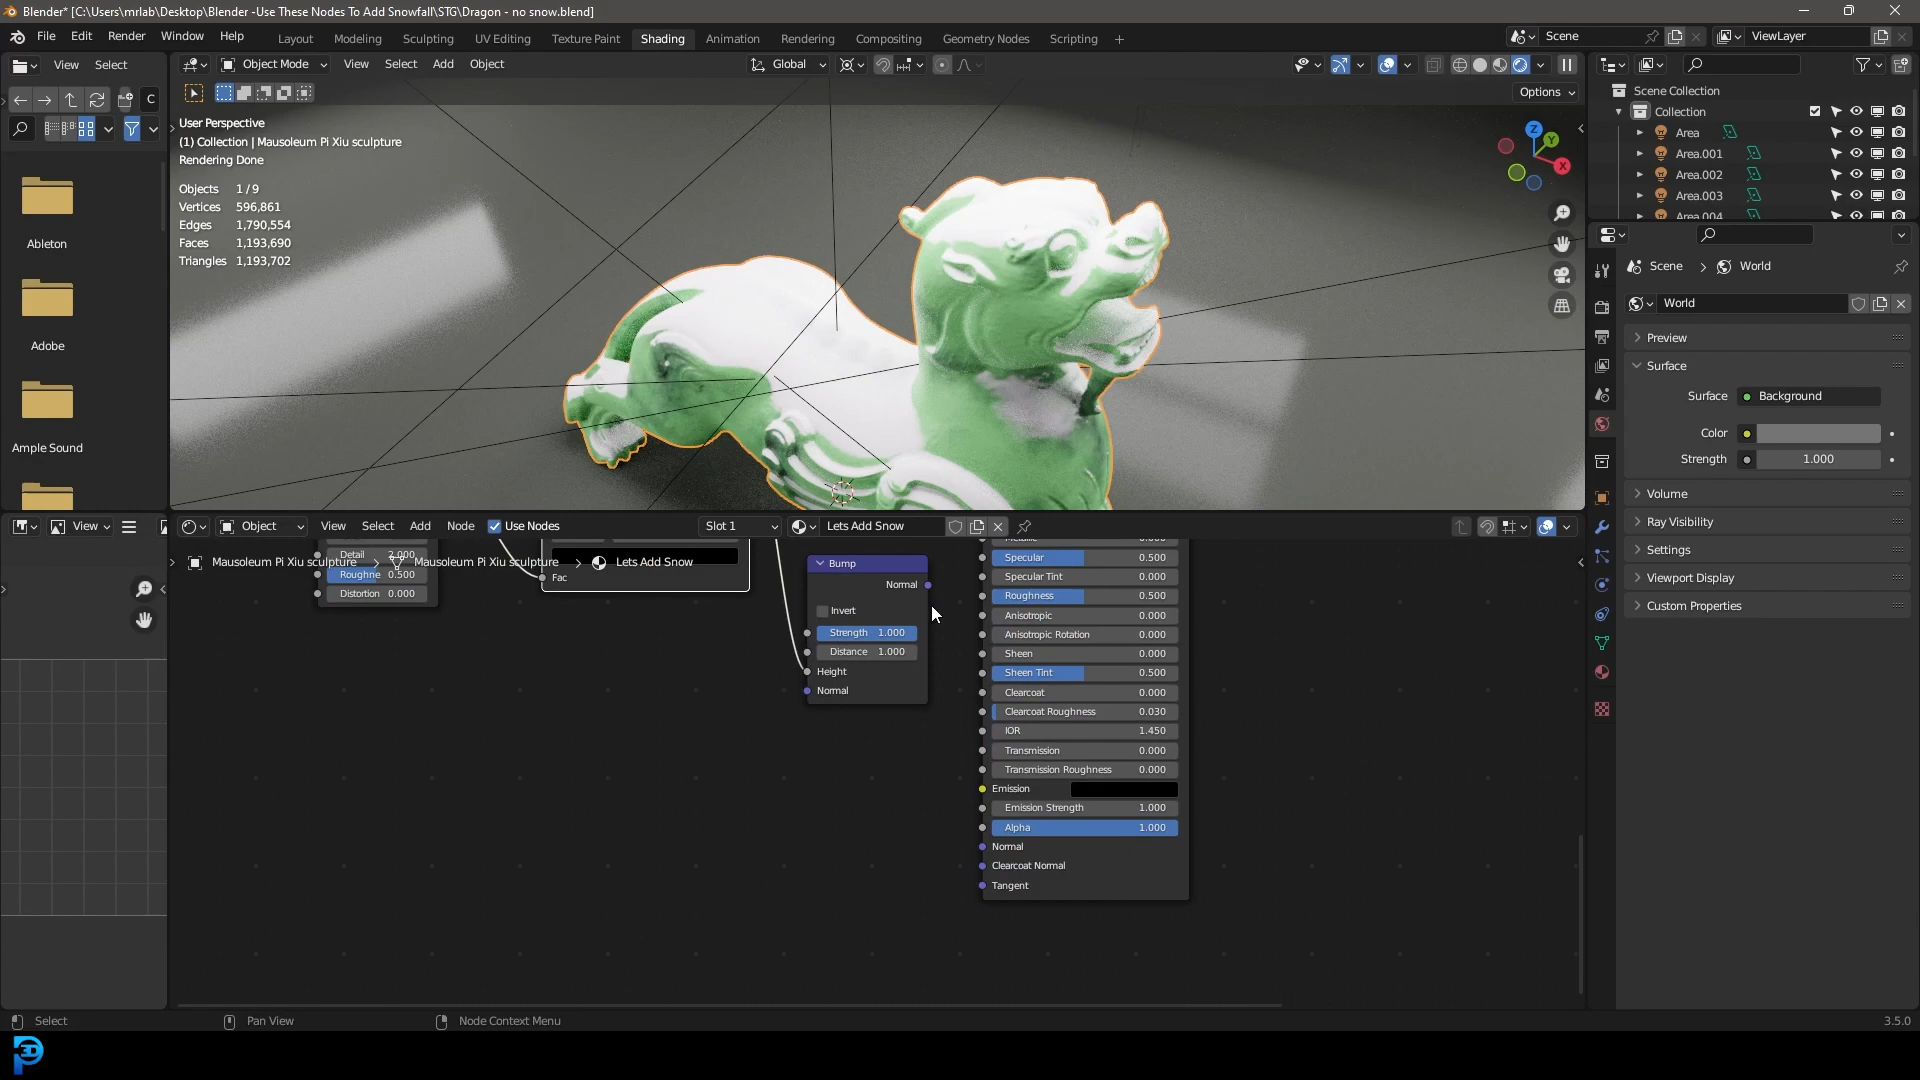 Blender* [C:\Users\mrlab\Desktop\Blender -Use These Nodes To Add Snowfall\STG\Dragon - no snow.blend]
File Edit Render Window Help
Layout Modeling Sculpting UV Editing Texture Paint Shading Animation Rendering Compositing Geometry Nodes Scripting +
Scene
ViewLayer
View Select
Object Mode View Select Add Object
Global
Options
C
Ableton
Adobe
Ample Sound
User Perspective
(1) Collection | Mausoleum Pi Xiu sculpture
Rendering Done
Objects 1/9
Vertices 596,861
Edges 1,790,554
Faces 1,193,690
Triangles 1,193,702
Z
Y
X
Scene Collection
Collection
Area
Area.001
Area.002
Area.003
Area.004
Scene > World
World
Preview
Surface
Surface Background
Color
Strength 1.000
Volume
Ray Visibility
Settings
Viewport Display
Custom Properties
View
Object View Select Add Node Use Nodes
Slot 1
Lets Add Snow
Mausoleum Pi Xiu sculpture > Mausoleum Pi Xiu sculpture > Lets Add Snow
Detail 2.000
Roughne 0.500
Distortion 0.000
Fac
Bump
Normal
Invert
Strength 1.000
Distance 1.000
Height
Normal
Metallic 0.000
Specular 0.500
Specular Tint 0.000
Roughness 0.500
Anisotropic 0.000
Anisotropic Rotation 0.000
Sheen 0.000
Sheen Tint 0.500
Clearcoat 0.000
Clearcoat Roughness 0.030
IOR 1.450
Transmission 0.000
Transmission Roughness 0.000
Emission
Emission Strength 1.000
Alpha 1.000
Normal
Clearcoat Normal
Tangent
Select
Pan View
Node Context Menu
3.5.0